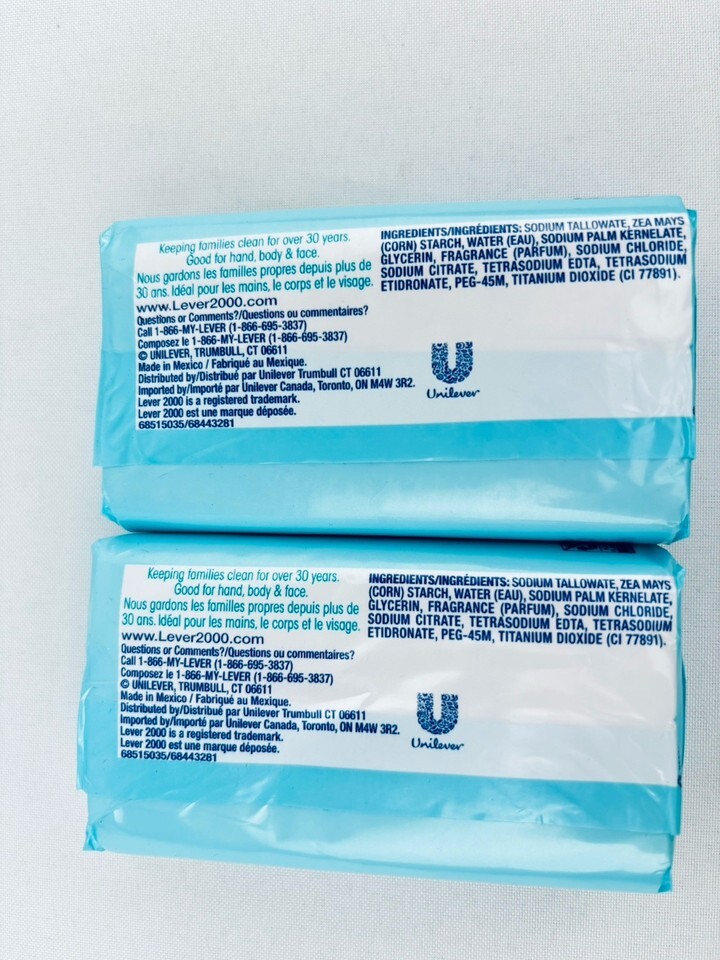 Keeping families clean for over 30 years.
Good for hand, body & face.
Nous gardons les familles propres depuis plus de
30 ans. Idéal pour les mains, le corps et le visage.
www.Lever2000.com
Questions or Comments?/Questions ou commentaires?
Call 1-866-MY-LEVER (1-866-695-3837)
Composez le 1-866-MY-LEVER (1-866-695-3837)
© UNILEVER, TRUMBULL, CT 06611
Made in Mexico / Fabriqué au Mexique.
Distributed by/Distribué par Unilever Trumbull CT 06611
Imported by/Importé par Unilever Canada, Toronto, ON M4W 3R2.
Lever 2000 is a registered trademark.
Lever 2000 est une marque déposée.
68515035/68443281
INGREDIENTS/INGRÉDIENTS: SODIUM TALLOWATE, ZEA MAYS
(CORN) STARCH, WATER (EAU), SODIUM PALM KERNELATE,
GLYCERIN, FRAGRANCE (PARFUM), SODIUM CHLORIDE,
SODIUM CITRATE, TETRASODIUM EDTA, TETRASODIUM
ETIDRONATE, PEG-45M, TITANIUM DIOXIDE (CI 77891).
Unilever
Keeping families clean for over 30 years.
Good for hand, body & face.
Nous gardons les familles propres depuis plus de
30 ans. Idéal pour les mains, le corps et le visage.
www.Lever2000.com
Questions or Comments?/Questions ou commentaires?
Call 1-866-MY-LEVER (1-866-695-3837)
Composez le 1-866-MY-LEVER (1-866-695-3837)
© UNILEVER, TRUMBULL, CT 06611
Made in Mexico / Fabriqué au Mexique.
Distributed by/Distribué par Unilever Trumbull CT 06611
Imported by/Importé par Unilever Canada, Toronto, ON M4W 3R2.
Lever 2000 is a registered trademark.
Lever 2000 est une marque déposée.
68515035/68443281
INGREDIENTS/INGRÉDIENTS: SODIUM TALLOWATE, ZEA MAYS
(CORN) STARCH, WATER (EAU), SODIUM PALM KERNELATE,
GLYCERIN, FRAGRANCE (PARFUM), SODIUM CHLORIDE,
SODIUM CITRATE, TETRASODIUM EDTA, TETRASODIUM
ETIDRONATE, PEG-45M, TITANIUM DIOXIDE (CI 77891).
Unilever